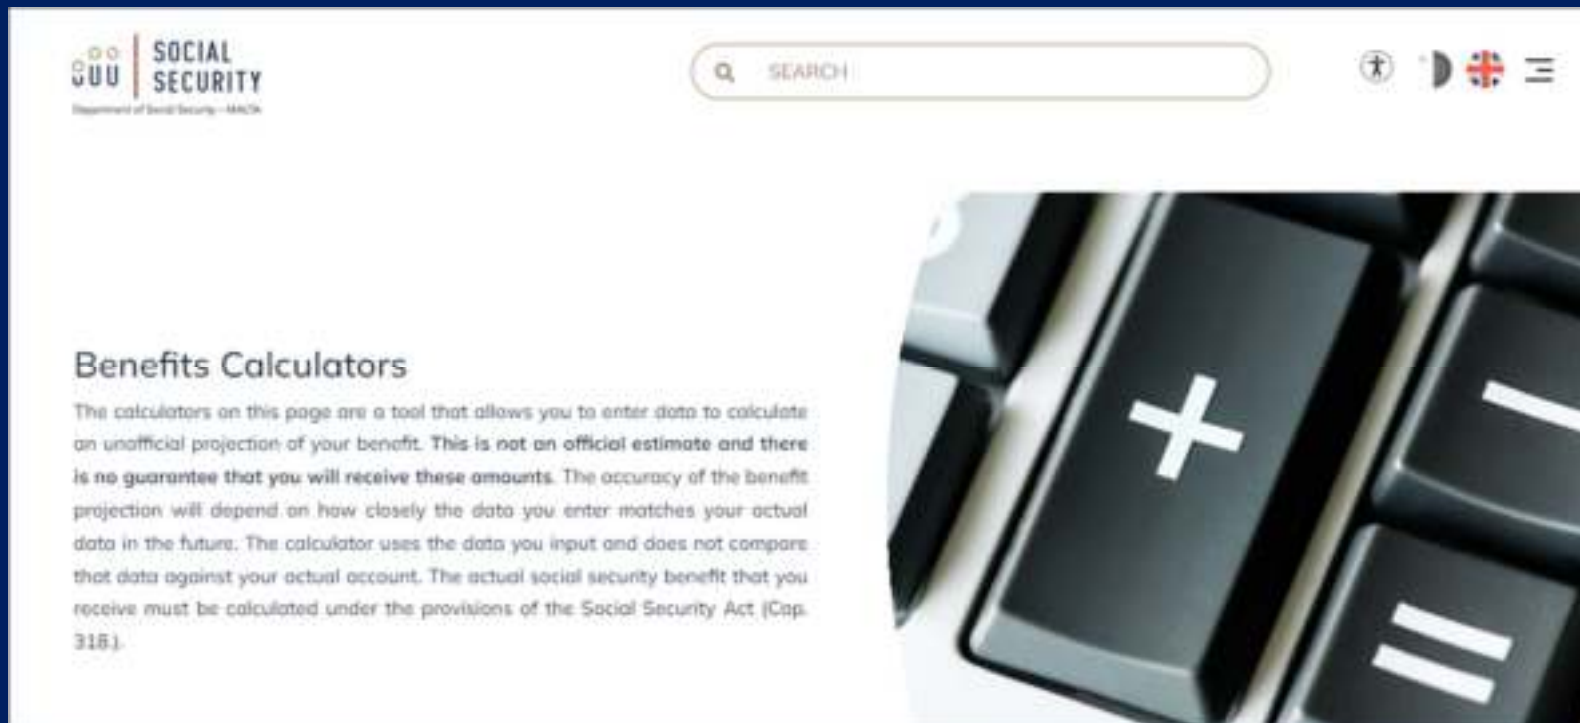 SOCIAL
SECURITY
Department of Social Security – MALTA
SEARCH
Benefits Calculators
The calculators on this page are a tool that allows you to enter data to calculate
an unofficial projection of your benefit. This is not an official estimate and there
is no guarantee that you will receive these amounts. The accuracy of the benefit
projection will depend on how closely the data you enter matches your actual
data in the future. The calculator uses the data you input and does not compare
that data against your actual account. The actual social security benefit that you
receive must be calculated under the provisions of the Social Security Act (Cap.
318.).